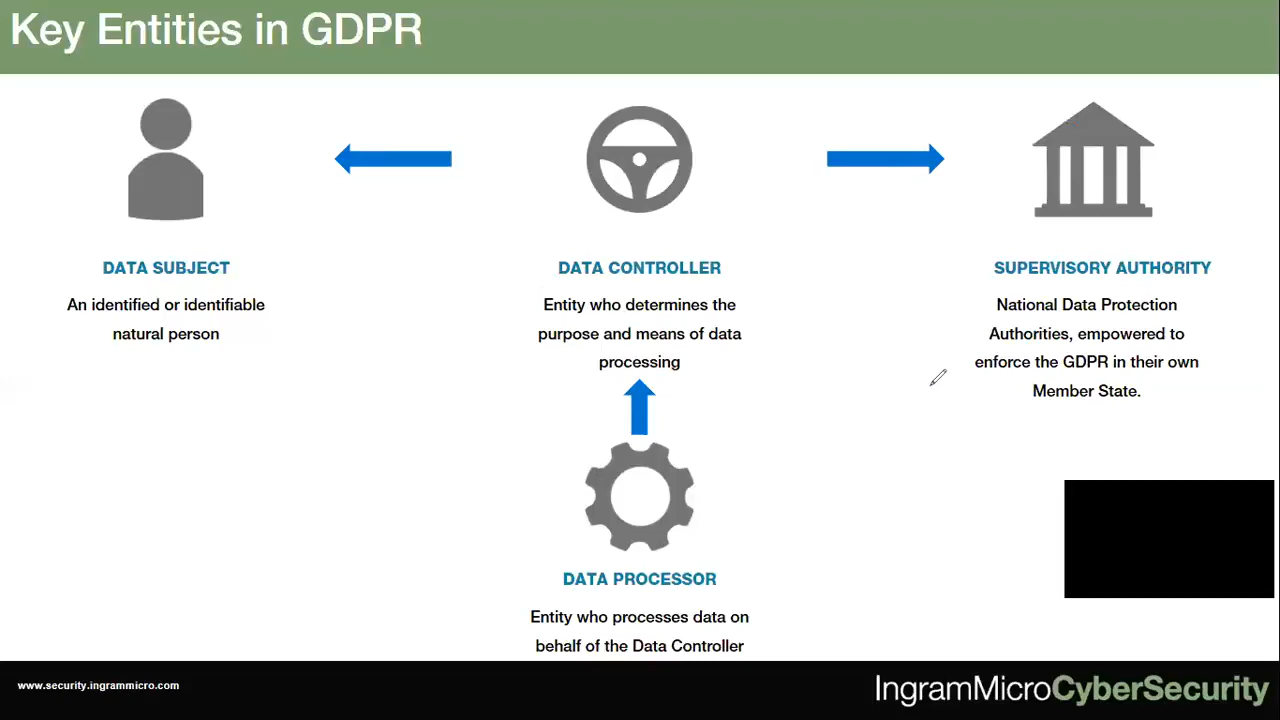 Key Entities in GDPR
DATA SUBJECT
An identified or identifiable
natural person
DATA CONTROLLER
Entity who determines the
purpose and means of data
processing
SUPERVISORY AUTHORITY
National Data Protection
Authorities, empowered to
enforce the GDPR in their own
Member State.
DATA PROCESSOR
Entity who processes data on
behalf of the Data Controller
www.security.ingrammicro.com
IngramMicroCyberSecurity